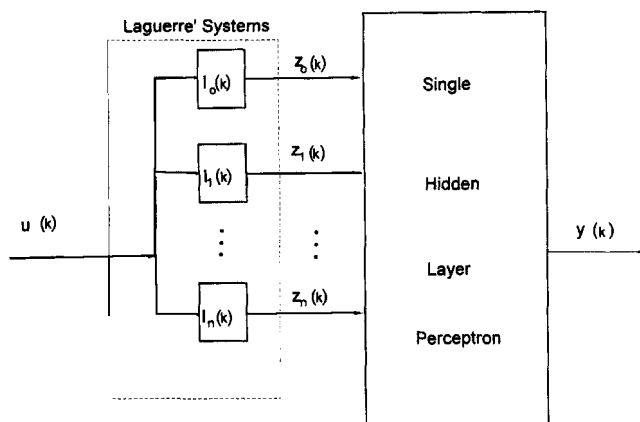 Laguerre' Systems
l₀(k)
z₀(k)
Single
l₁(k)
z₁(k)
Hidden
u (k)
y (k)
Layer
lₙ(k)
zₙ(k)
Perceptron